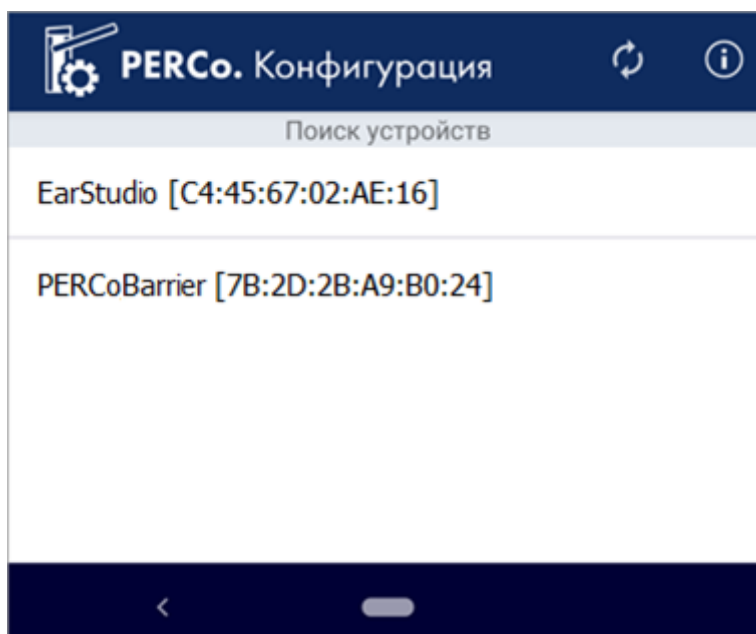 PERCo. Конфигурация
Поиск устройств
EarStudio [C4:45:67:02:AE:16]
PERCoBarrier [7B:2D:2B:A9:B0:24]